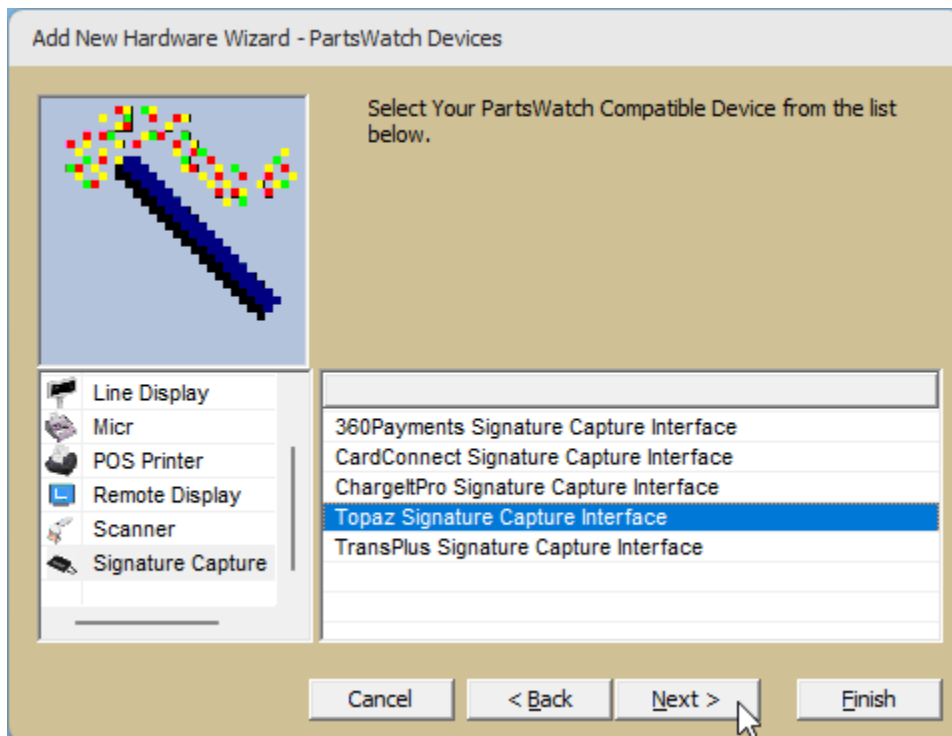 Add New Hardware Wizard - PartsWatch Devices
Select Your PartsWatch Compatible Device from the list
below.
Line Display
Micr
POS Printer
Remote Display
Scanner
Signature Capture
360Payments Signature Capture Interface
CardConnect Signature Capture Interface
ChargeItPro Signature Capture Interface
Topaz Signature Capture Interface
TransPlus Signature Capture Interface
Cancel
< Back
Next >
Finish